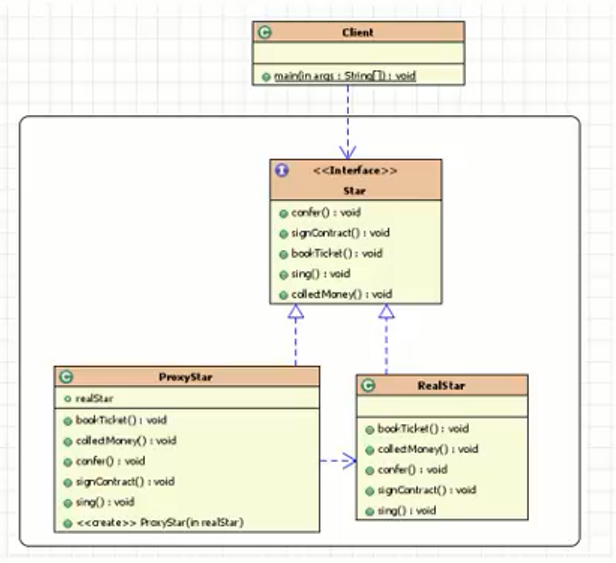 Client
main(in args : String[]) : void
<<Interface>>
Star
confer() : void
signContract() : void
bookTicket() : void
sing() : void
collectMoney() : void
ProxyStar
realStar
bookTicket() : void
collectMoney() : void
confer() : void
signContract() : void
sing() : void
<<create>> ProxyStar(in realStar)
RealStar
bookTicket() : void
collectMoney() : void
confer() : void
signContract() : void
sing() : void